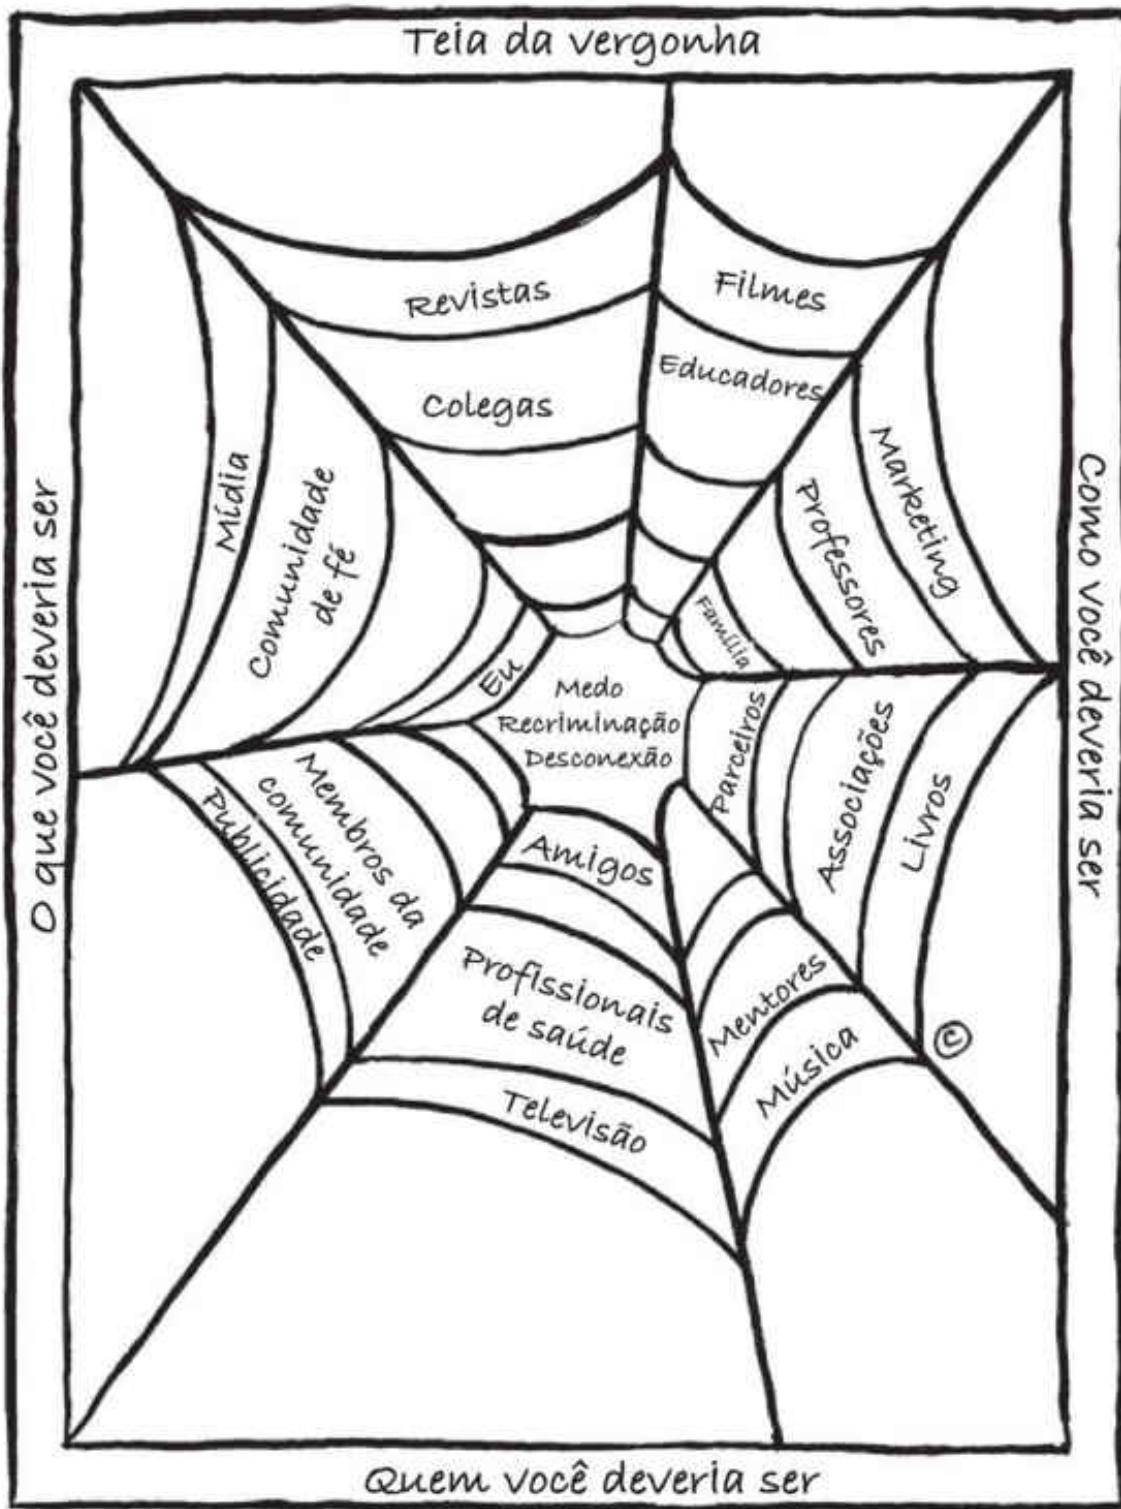 Teia da vergonha
Revistas
Filmes
Colegas
Educadores
Mídia
Comunidade
de fé
Marketing
Professores
Família
Eu
Medo
Recriminação
Desconexão
Parceiros
Associações
Livros
Publicidade
Membros da
comunidade
Amigos
Profissionais
de saúde
Televisão
Mentores
Música
©
O que você deveria ser
Como você deveria ser
Quem você deveria ser